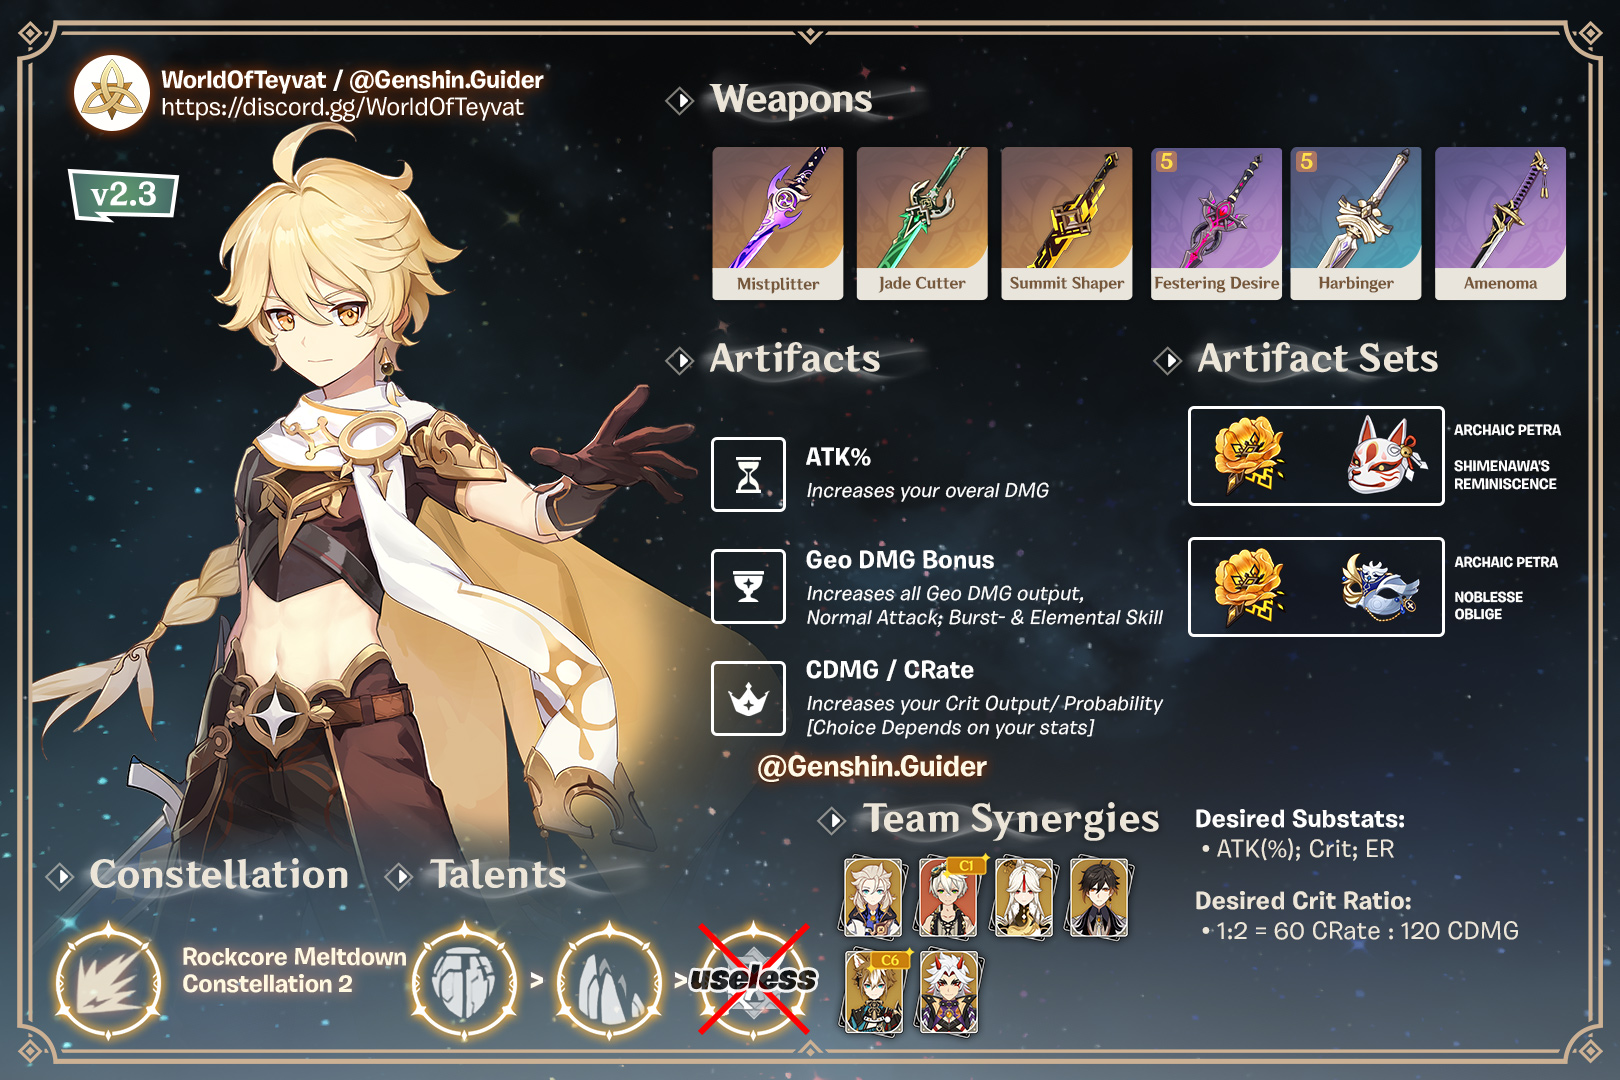 WorldOfTeyvat / @Genshin.Guider
https://discord.gg/WorldOfTeyvat
v2.3
Weapons
Mistplitter
Jade Cutter
Summit Shaper
5
Festering Desire
5
Harbinger
Amenoma
Artifacts
ATK%
Increases your overal DMG
Geo DMG Bonus
Increases all Geo DMG output,
Normal Attack; Burst- & Elemental Skill
CDMG / CRate
Increases your Crit Output/ Probability
[Choice Depends on your stats]
@Genshin.Guider
Artifact Sets
ARCHAIC PETRA
SHIMENAWA'S
REMINISCENCE
ARCHAIC PETRA
NOBLESSE
OBLIGE
Constellation
Rockcore Meltdown
Constellation 2
Talents
> >
useless
Team Synergies
C1
C6
Desired Substats:
• ATK(%); Crit; ER
Desired Crit Ratio:
• 1:2 = 60 CRate : 120 CDMG